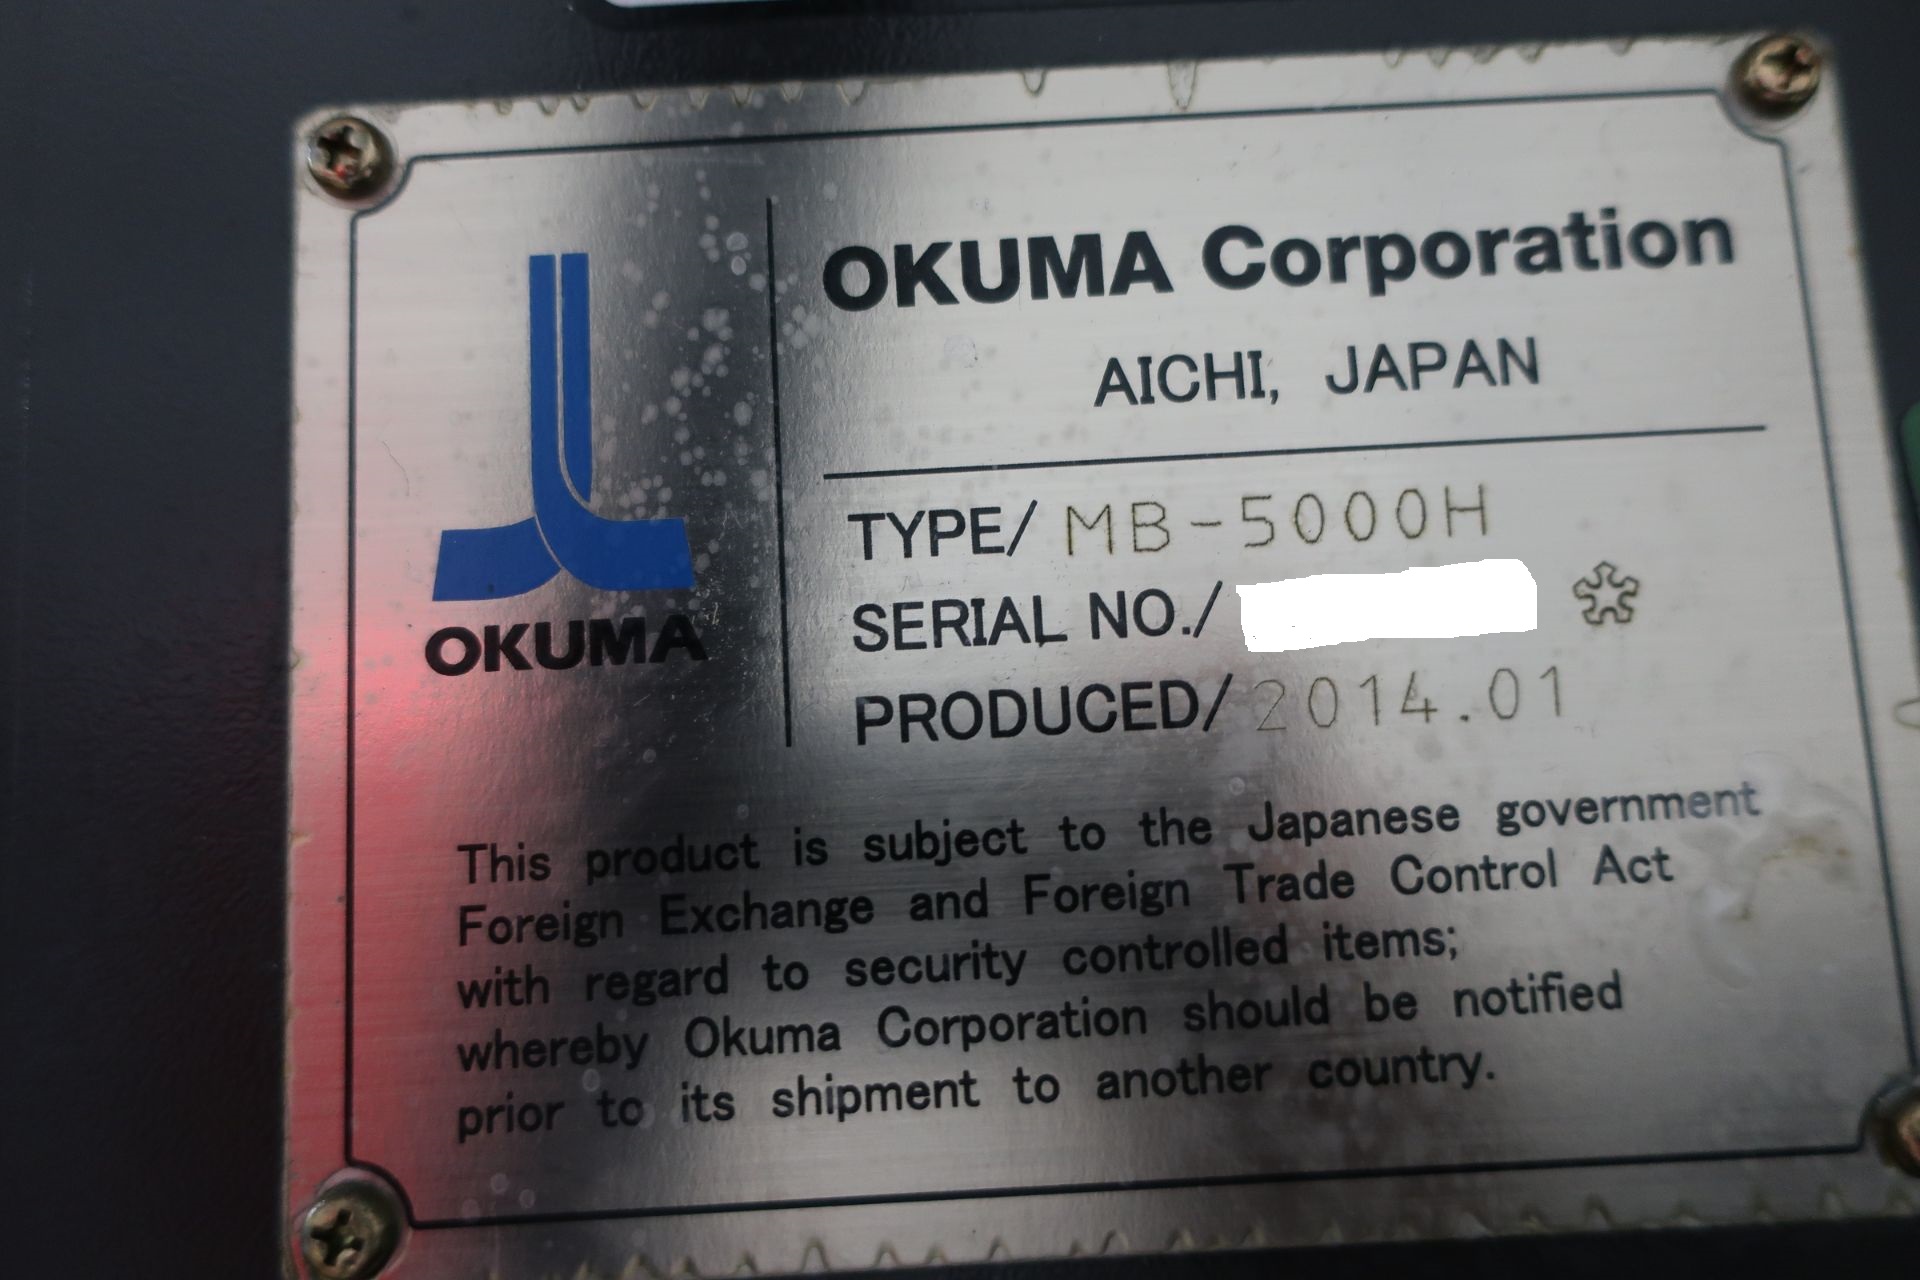 OKUMA
OKUMA Corporation
AICHI, JAPAN
TYPE/ MB-5000H
SERIAL NO./
PRODUCED/ 2014.01
This product is subject to the Japanese government
Foreign Exchange and Foreign Trade Control Act
with regard to security controlled items;
whereby Okuma Corporation should be notified
prior to its shipment to another country.